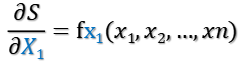 ∂S/∂X₁ = fx₁(x₁, x₂, …, xn)